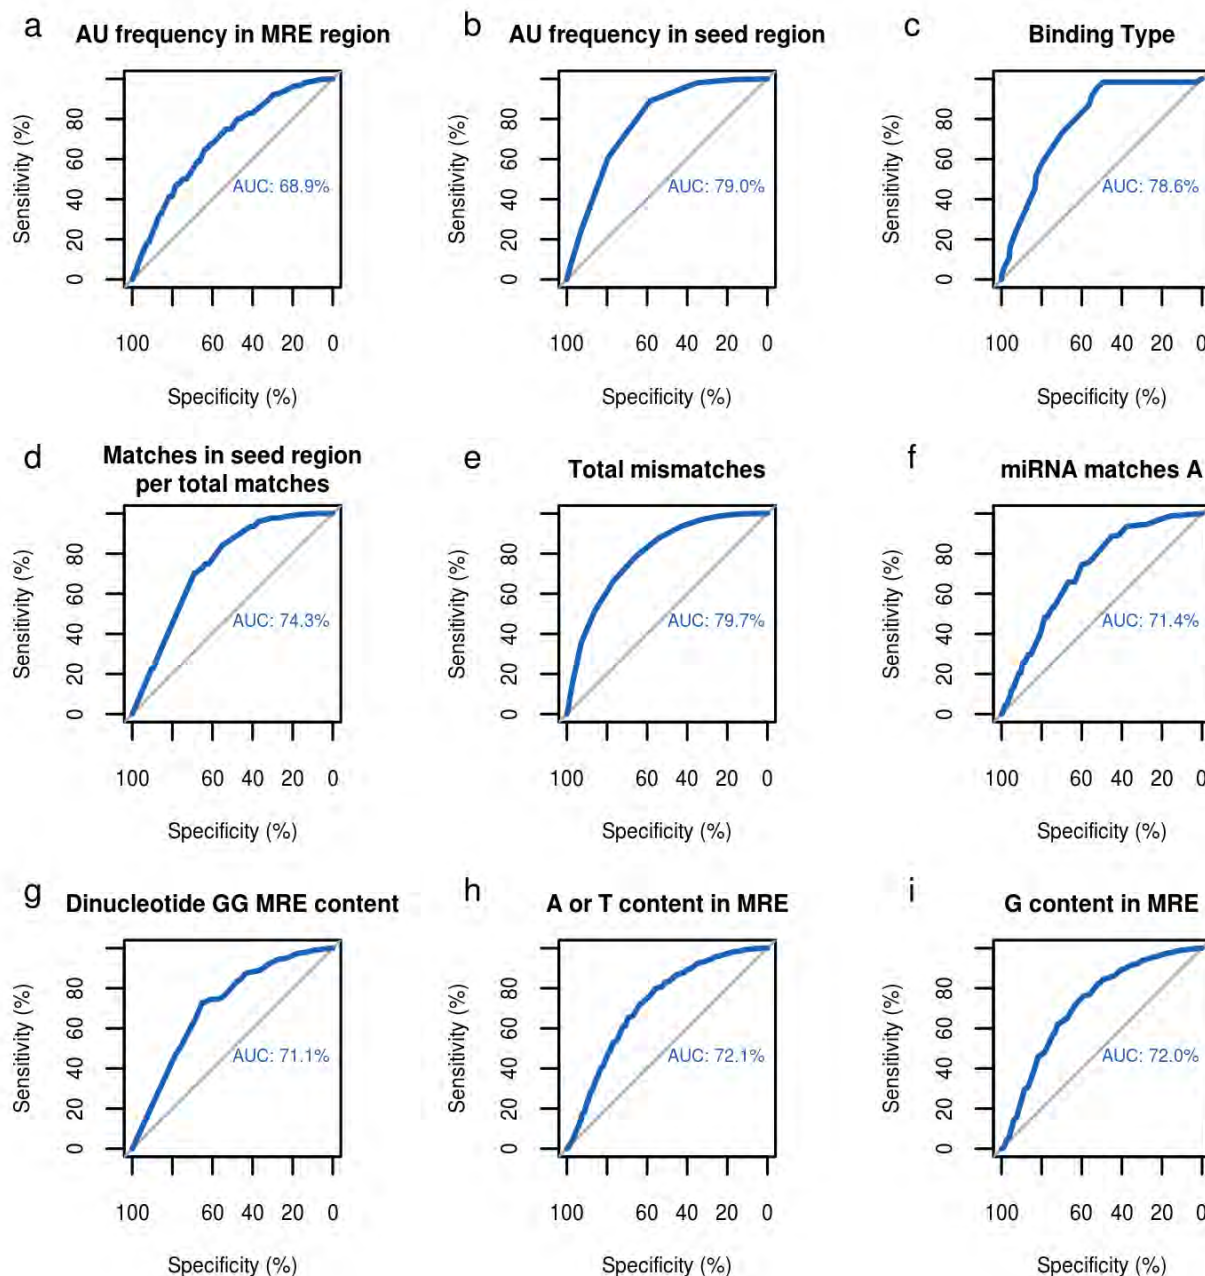 a AU frequency in MRE region
Sensitivity (%)
0 20 40 60 80
AUC: 68.9%
100 60 40 20 0
Specificity (%)
b AU frequency in seed region
Sensitivity (%)
0 20 40 60 80
AUC: 79.0%
100 60 40 20 0
Specificity (%)
c Binding Type
Sensitivity (%)
0 20 40 60 80
AUC: 78.6%
100 60 40 20 0
Specificity (%)
d Matches in seed region
per total matches
Sensitivity (%)
0 20 40 60 80
AUC: 74.3%
100 60 40 20 0
Specificity (%)
e Total mismatches
Sensitivity (%)
0 20 40 60 80
AUC: 79.7%
100 60 40 20 0
Specificity (%)
f miRNA matches A
Sensitivity (%)
0 20 40 60 80
AUC: 71.4%
100 60 40 20 0
Specificity (%)
g Dinucleotide GG MRE content
Sensitivity (%)
0 20 40 60 80
AUC: 71.1%
100 60 40 20 0
Specificity (%)
h A or T content in MRE
Sensitivity (%)
0 20 40 60 80
AUC: 72.1%
100 60 40 20 0
Specificity (%)
i G content in MRE
Sensitivity (%)
0 20 40 60 80
AUC: 72.0%
100 60 40 20 0
Specificity (%)